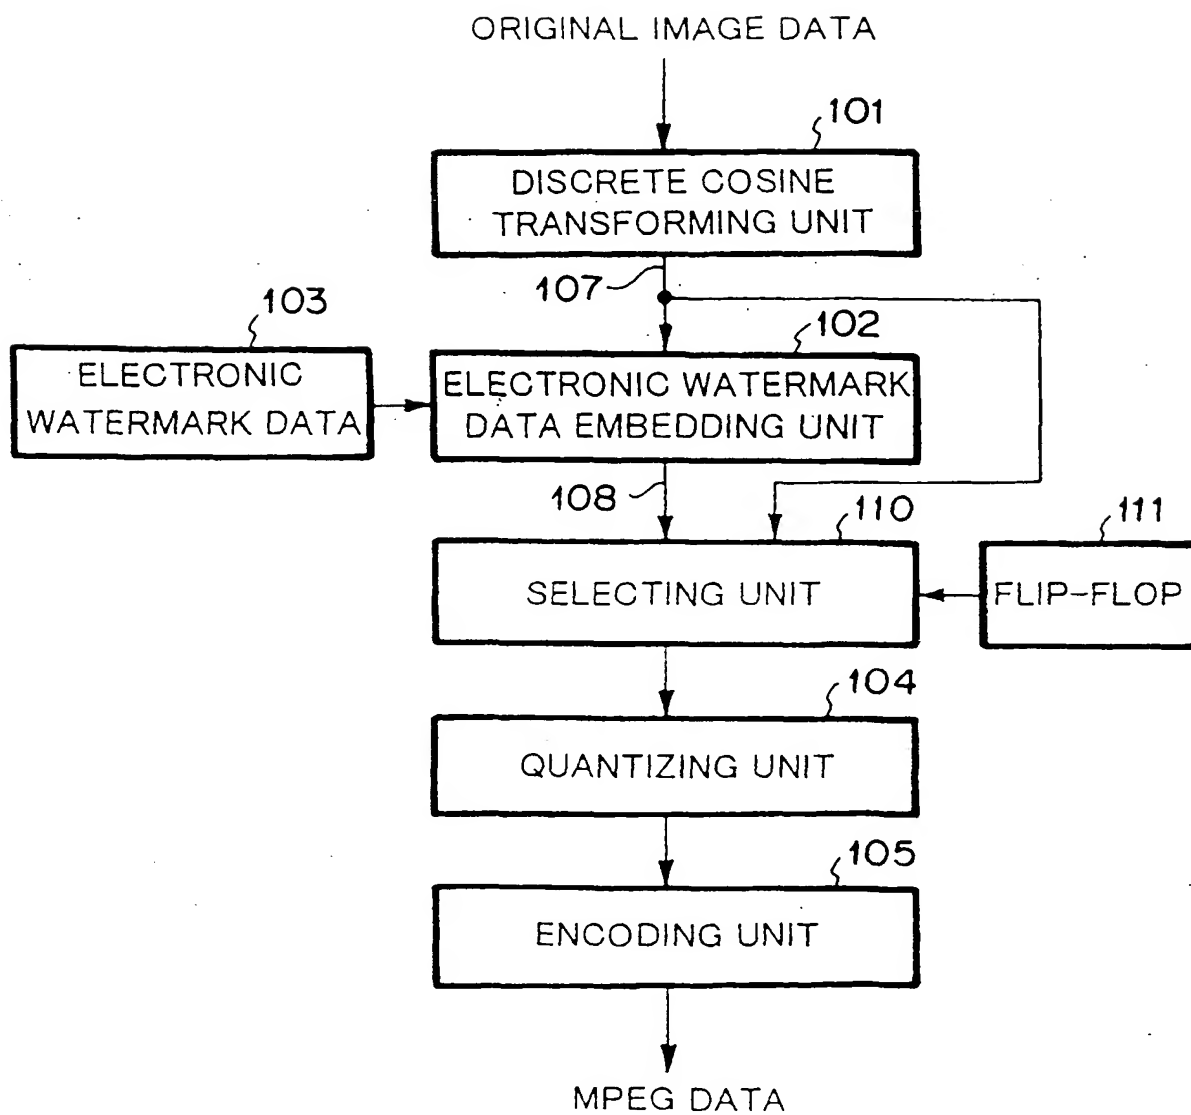 ORIGINAL IMAGE DATA
101
DISCRETE COSINE
TRANSFORMING UNIT
107
103
102
ELECTRONIC
WATERMARK DATA
ELECTRONIC WATERMARK
DATA EMBEDDING UNIT
108
110
111
SELECTING UNIT
FLIP-FLOP
104
QUANTIZING UNIT
105
ENCODING UNIT
MPEG DATA